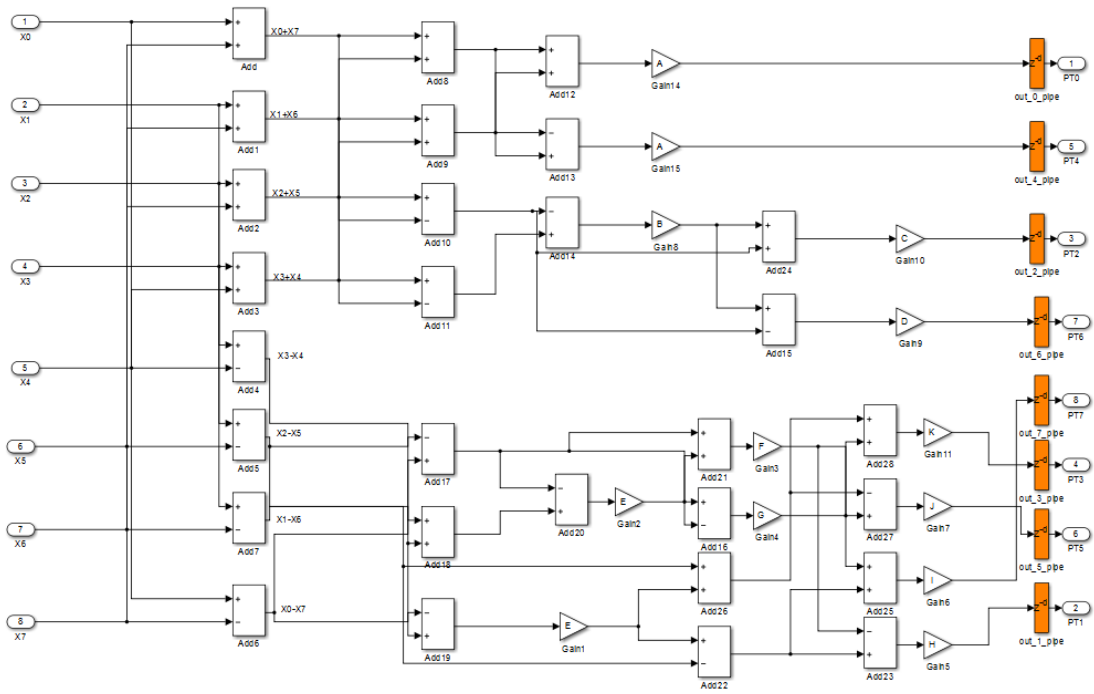 1
X0
X0+X7
Add
Add8
Add12
A
Gain14
Z-d
out_0_pipe
1
PT0
2
X1
X1+X6
Add1
Add9
Add13
A
Gain15
Z-d
out_4_pipe
5
PT4
3
X2
X2+X5
Add2
Add10
Add14
B
Gain8
Add24
C
Gain10
Z-d
out_2_pipe
3
PT2
4
X3
X3+X4
Add3
Add11
Add15
D
Gain9
Z-d
out_6_pipe
7
PT6
5
X4
X3-X4
Add4
Z-d
out_7_pipe
8
PT7
6
X5
X2-X5
Add5
Add17
Add21
F
Gain3
Add28
K
Gain11
Z-d
out_3_pipe
4
PT3
7
X6
X1-X6
Add7
Add18
Add20
E
Gain2
Add16
G
Gain4
Add27
J
Gain7
Z-d
out_5_pipe
6
PT5
8
X7
X0-X7
Add6
Add19
E
Gain1
Add26
Add22
Add25
I
Gain6
Add23
H
Gain5
Z-d
out_1_pipe
2
PT1